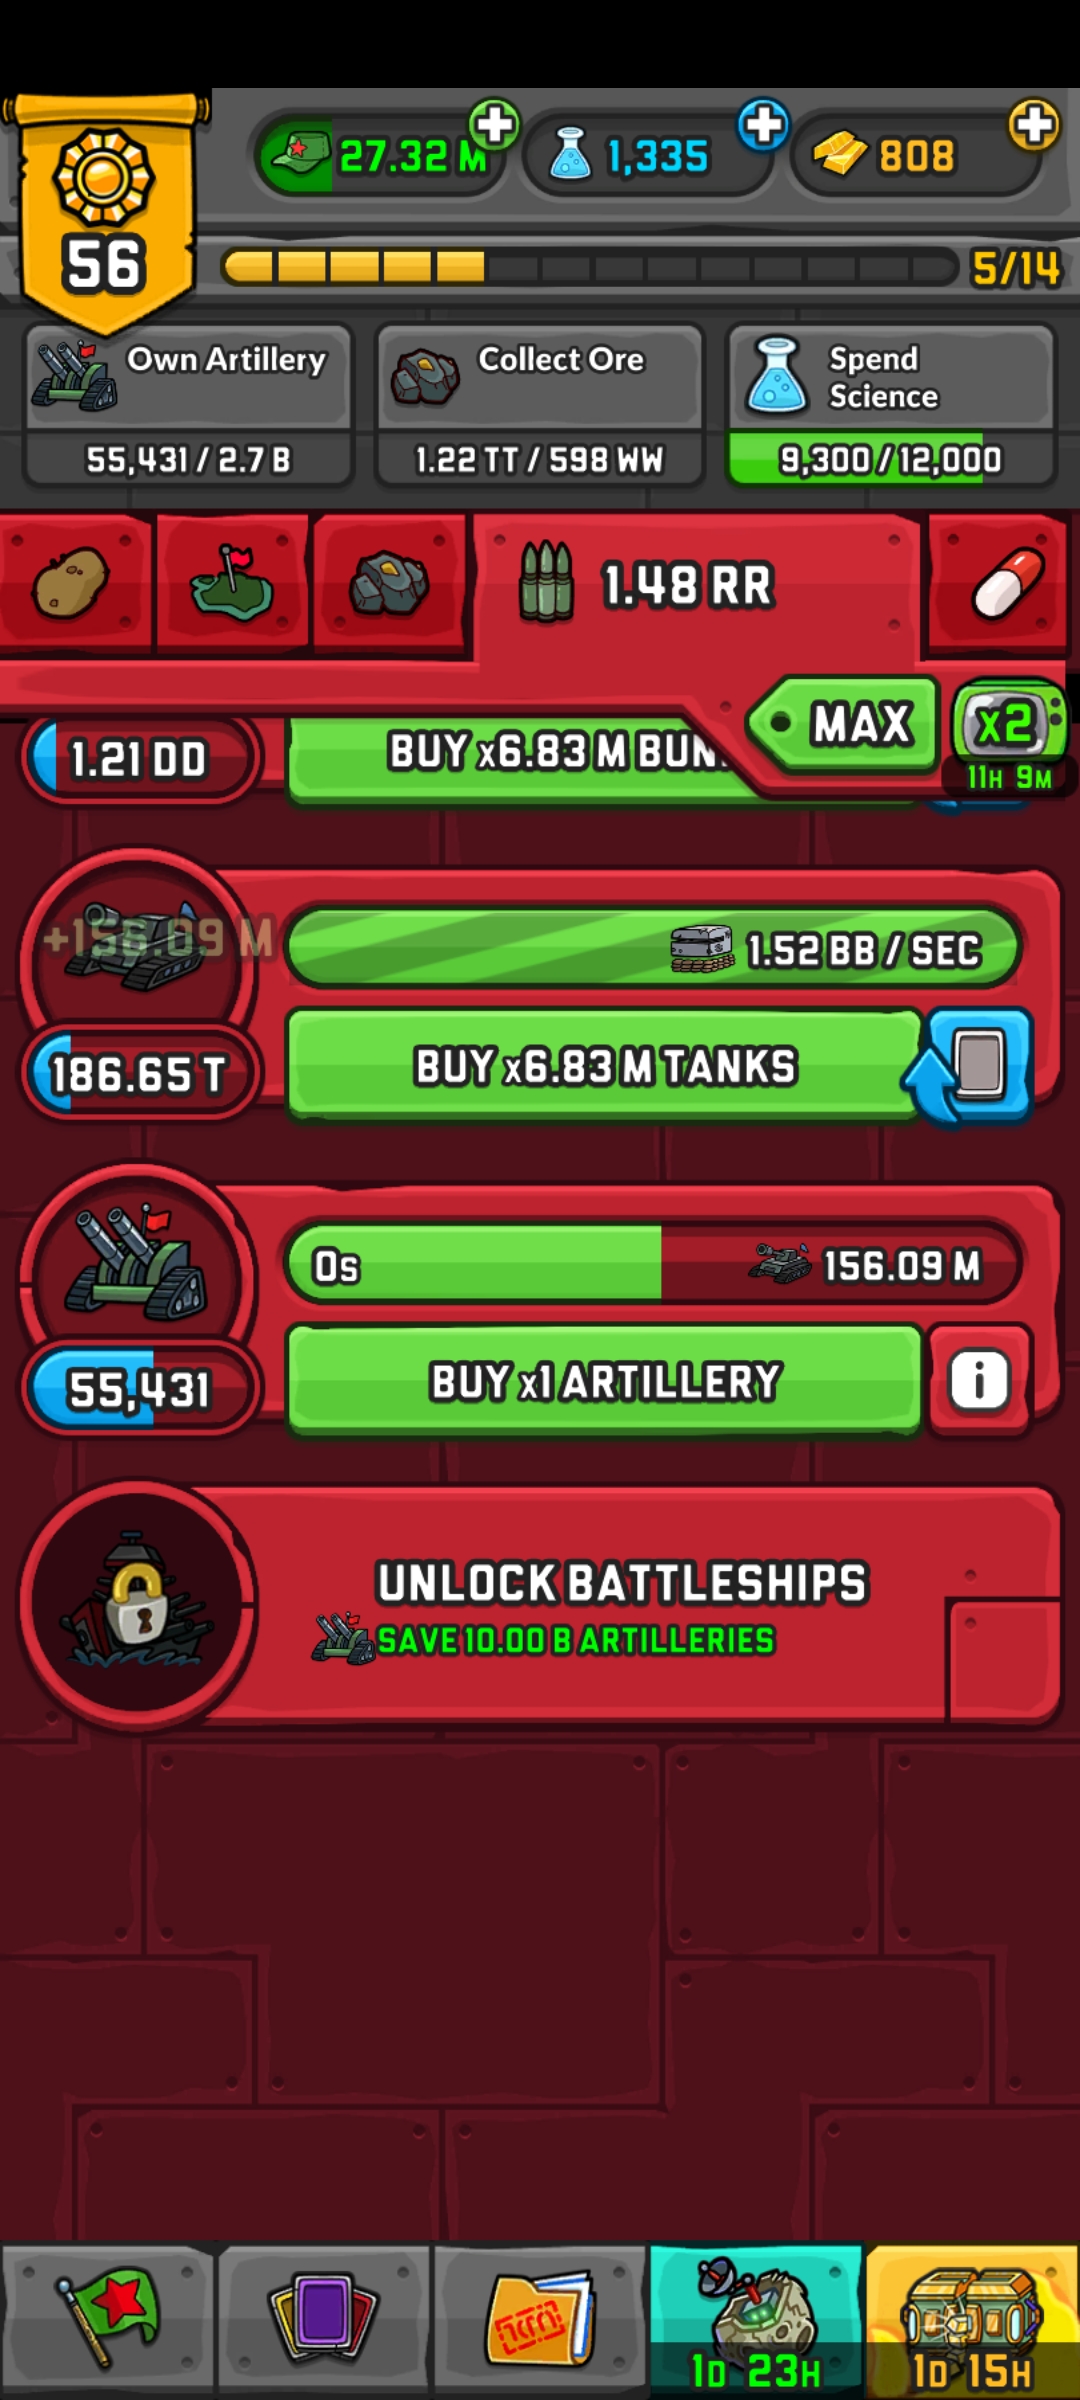 27.32 M
1,335
808
56
5/14
Own Artillery
55,431 / 2.7 B
Collect Ore
1.22 TT / 598 WW
Spend
Science
9,300 / 12,000
1.48 RR
MAX
x2
11H 9M
1.21 DD
BUY x6.83 M BUN
+156.09 M
1.52 BB / SEC
186.65 T
BUY x6.83 M TANKS
0s
156.09 M
55,431
BUY x1 ARTILLERY
i
UNLOCK BATTLESHIPS
SAVE 10.00 B ARTILLERIES
1D 23H
1D 15H